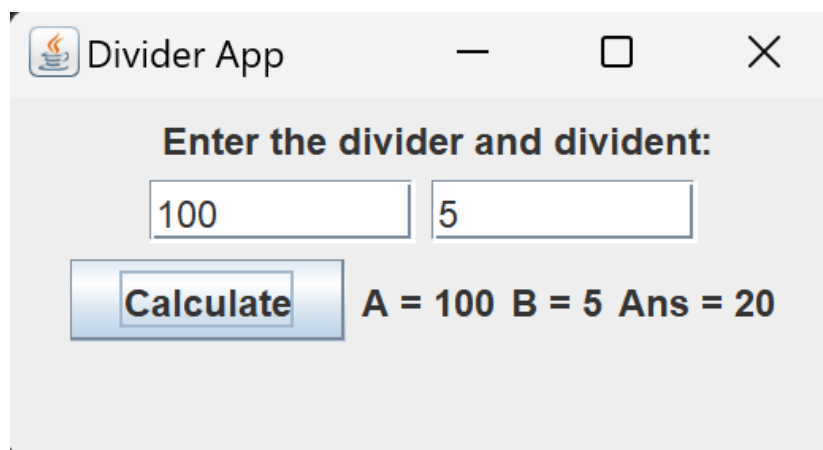 Divider App
Enter the divider and divident:
100 5
Calculate A = 100 B = 5 Ans = 20